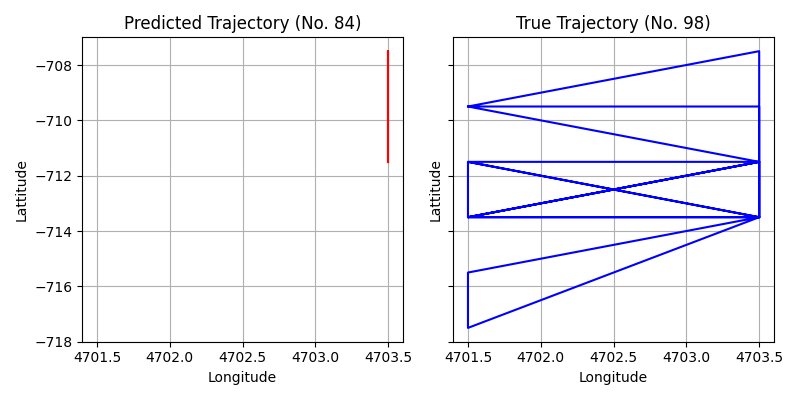 Predicted Trajectory (No. 84)
True Trajectory (No. 98)
Lattitude
−708
−710
−712
−714
−716
−718
4701.5 4702.0 4702.5 4703.0 4703.5
Longitude
Lattitude
4701.5 4702.0 4702.5 4703.0 4703.5
Longitude